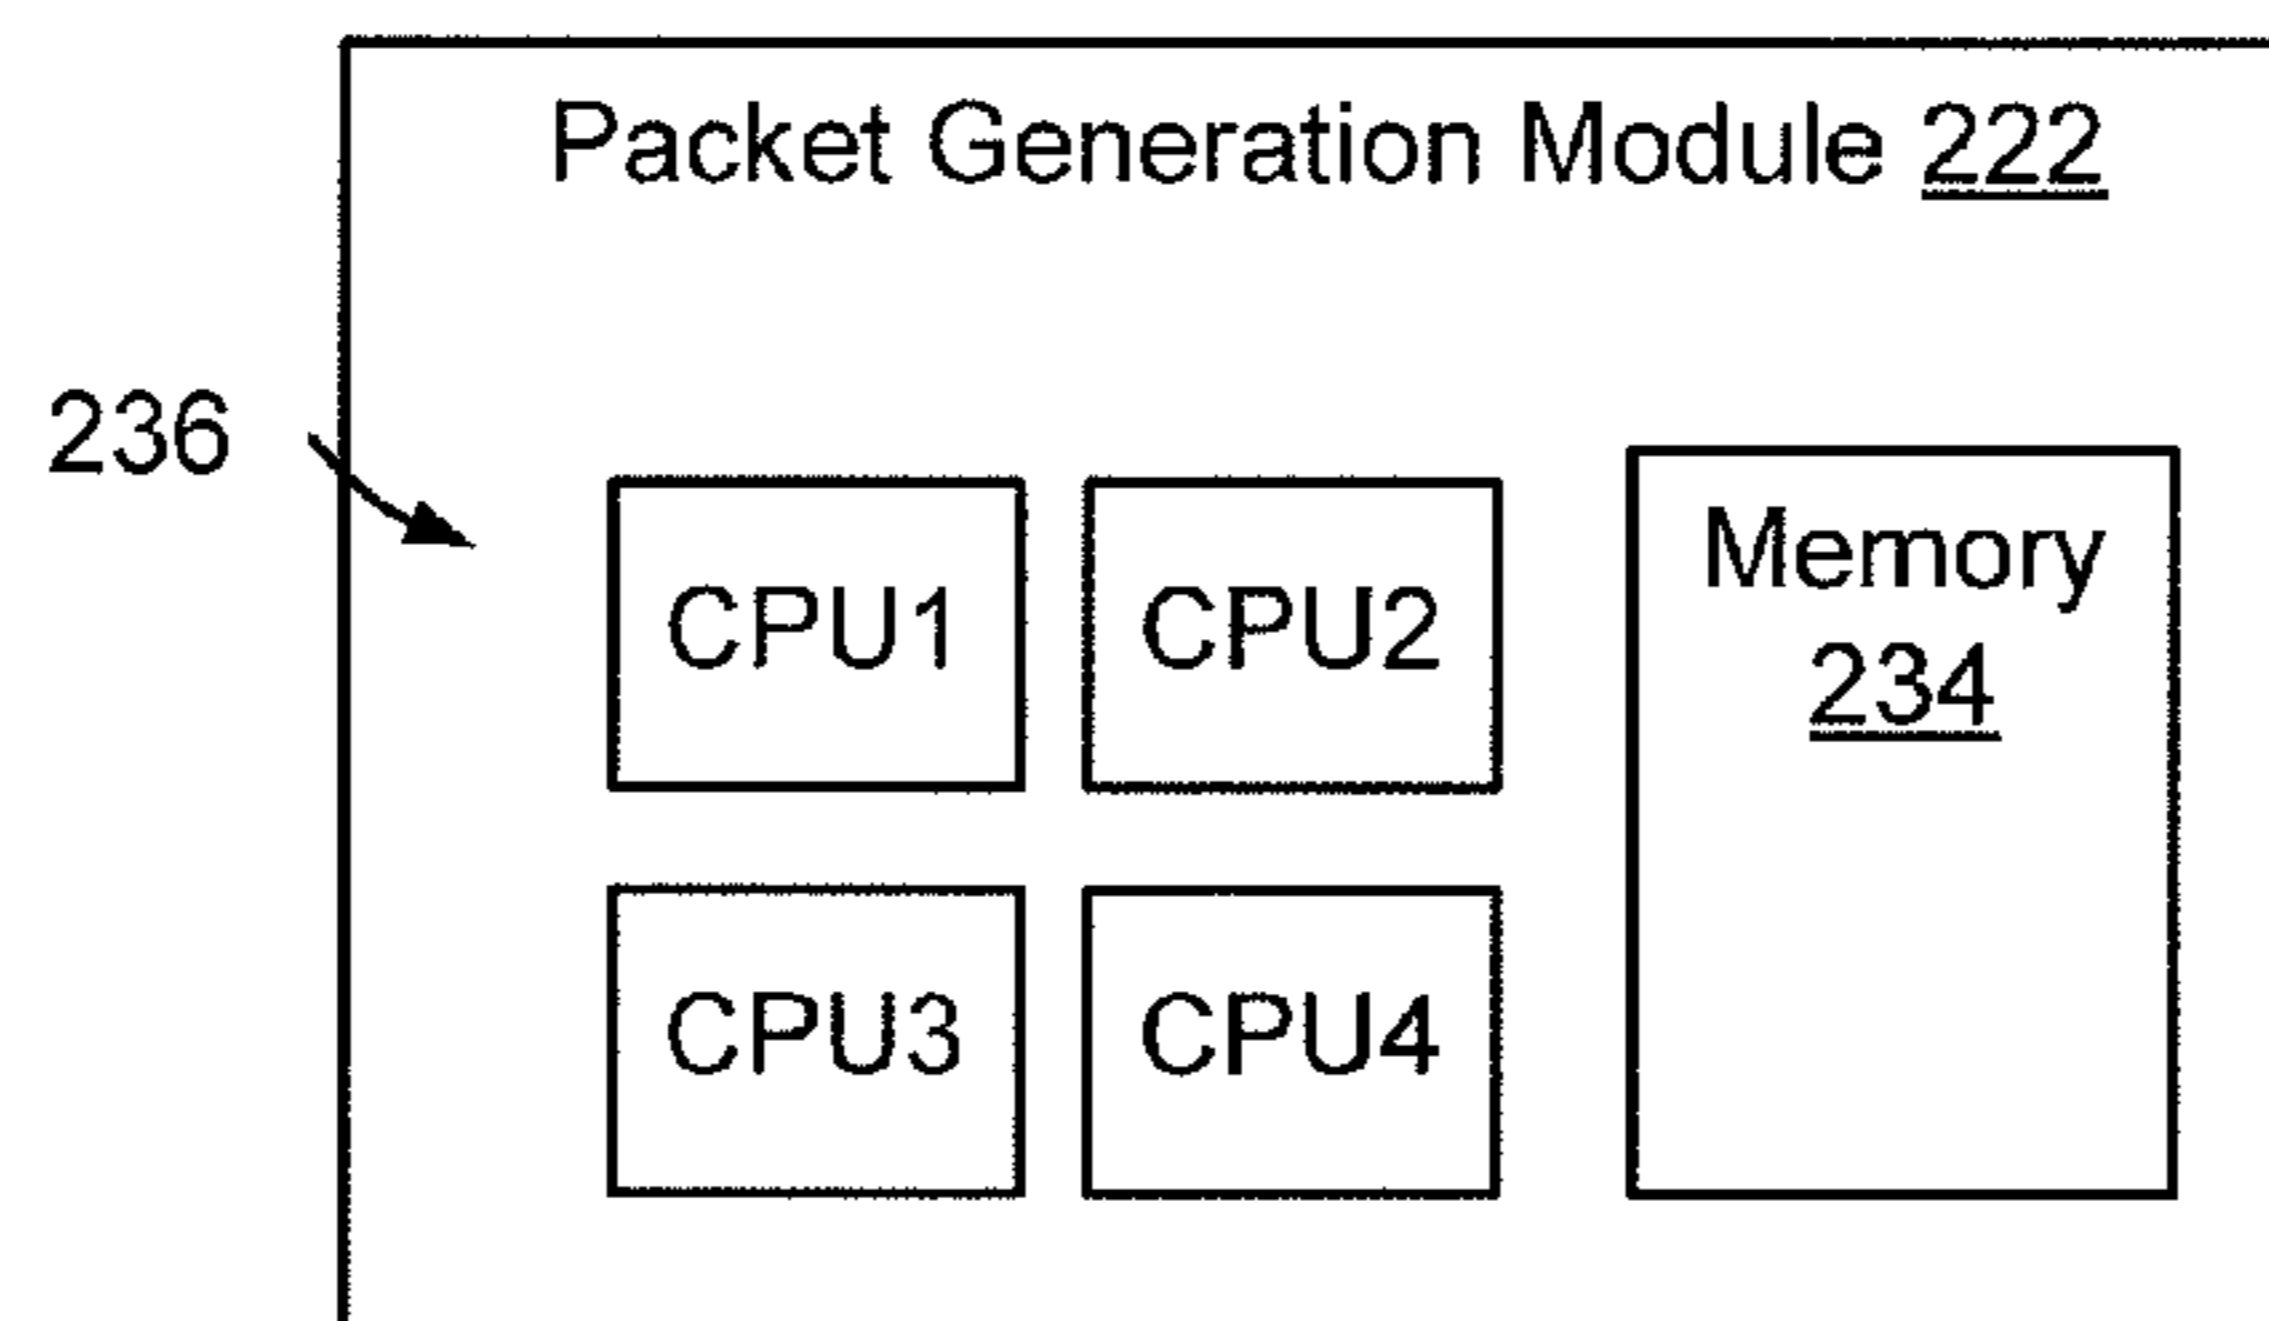 Packet Generation Module 222
236
CPU1
CPU2
Memory
234
CPU3
CPU4